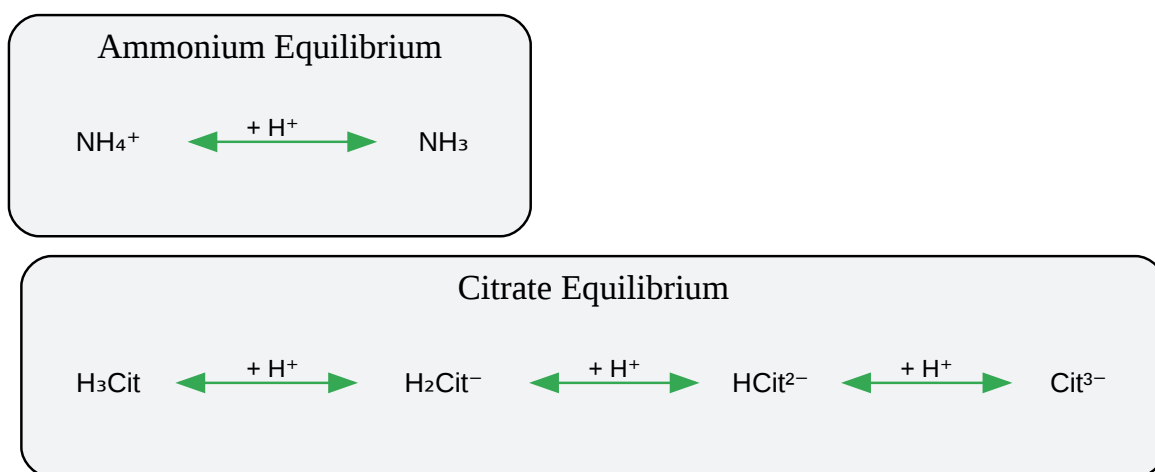 Ammonium Equilibrium
NH₄⁺ + H⁺ NH₃
Citrate Equilibrium
H₃Cit + H⁺ H₂Cit⁻ + H⁺ HCit²⁻ + H⁺ Cit³⁻